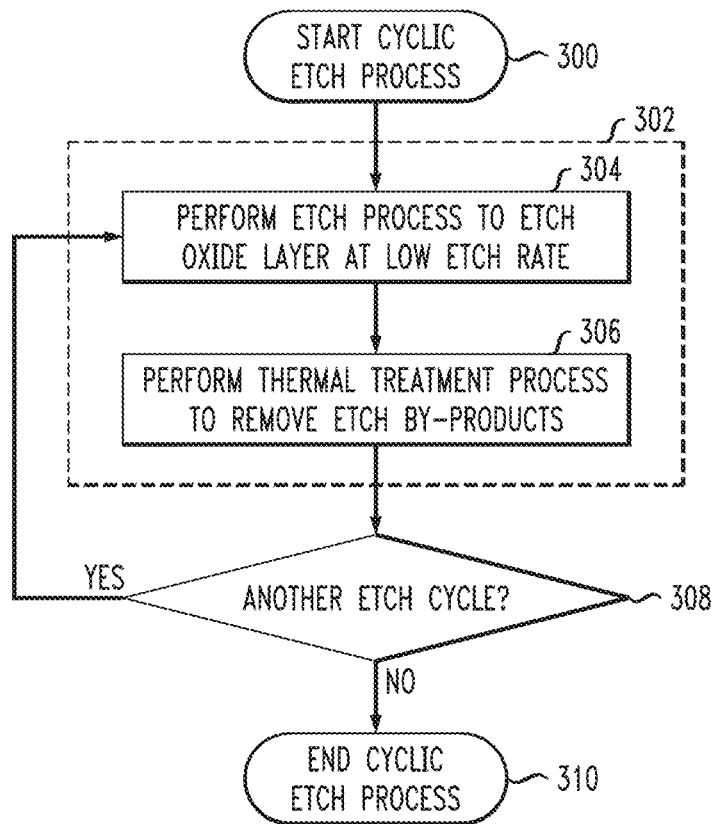 START CYCLIC
ETCH PROCESS
300
302
304
PERFORM ETCH PROCESS TO ETCH
OXIDE LAYER AT LOW ETCH RATE
306
PERFORM THERMAL TREATMENT PROCESS
TO REMOVE ETCH BY-PRODUCTS
YES
ANOTHER ETCH CYCLE?
308
NO
END CYCLIC
ETCH PROCESS
310